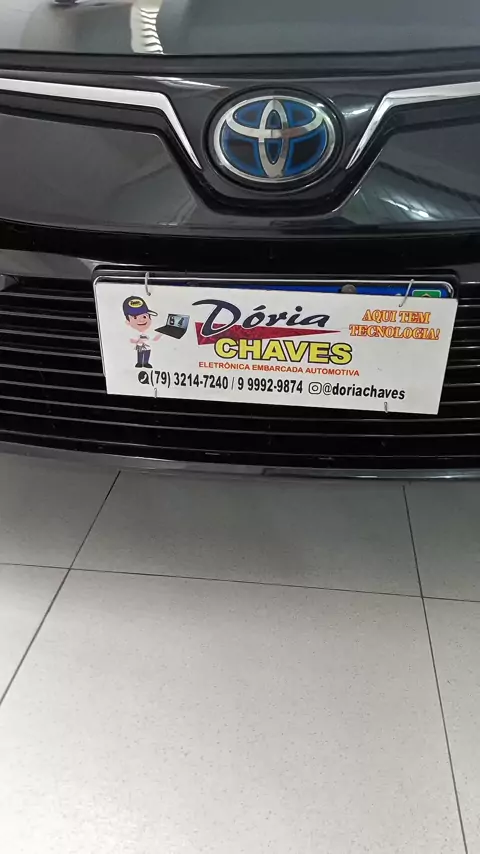 Dória
CHAVES
AQUI TEM
TECNOLOGIA!
ELETRÔNICA EMBARCADA AUTOMOTIVA
(79) 3214-7240 / 9 9992-9874 @doriachaves